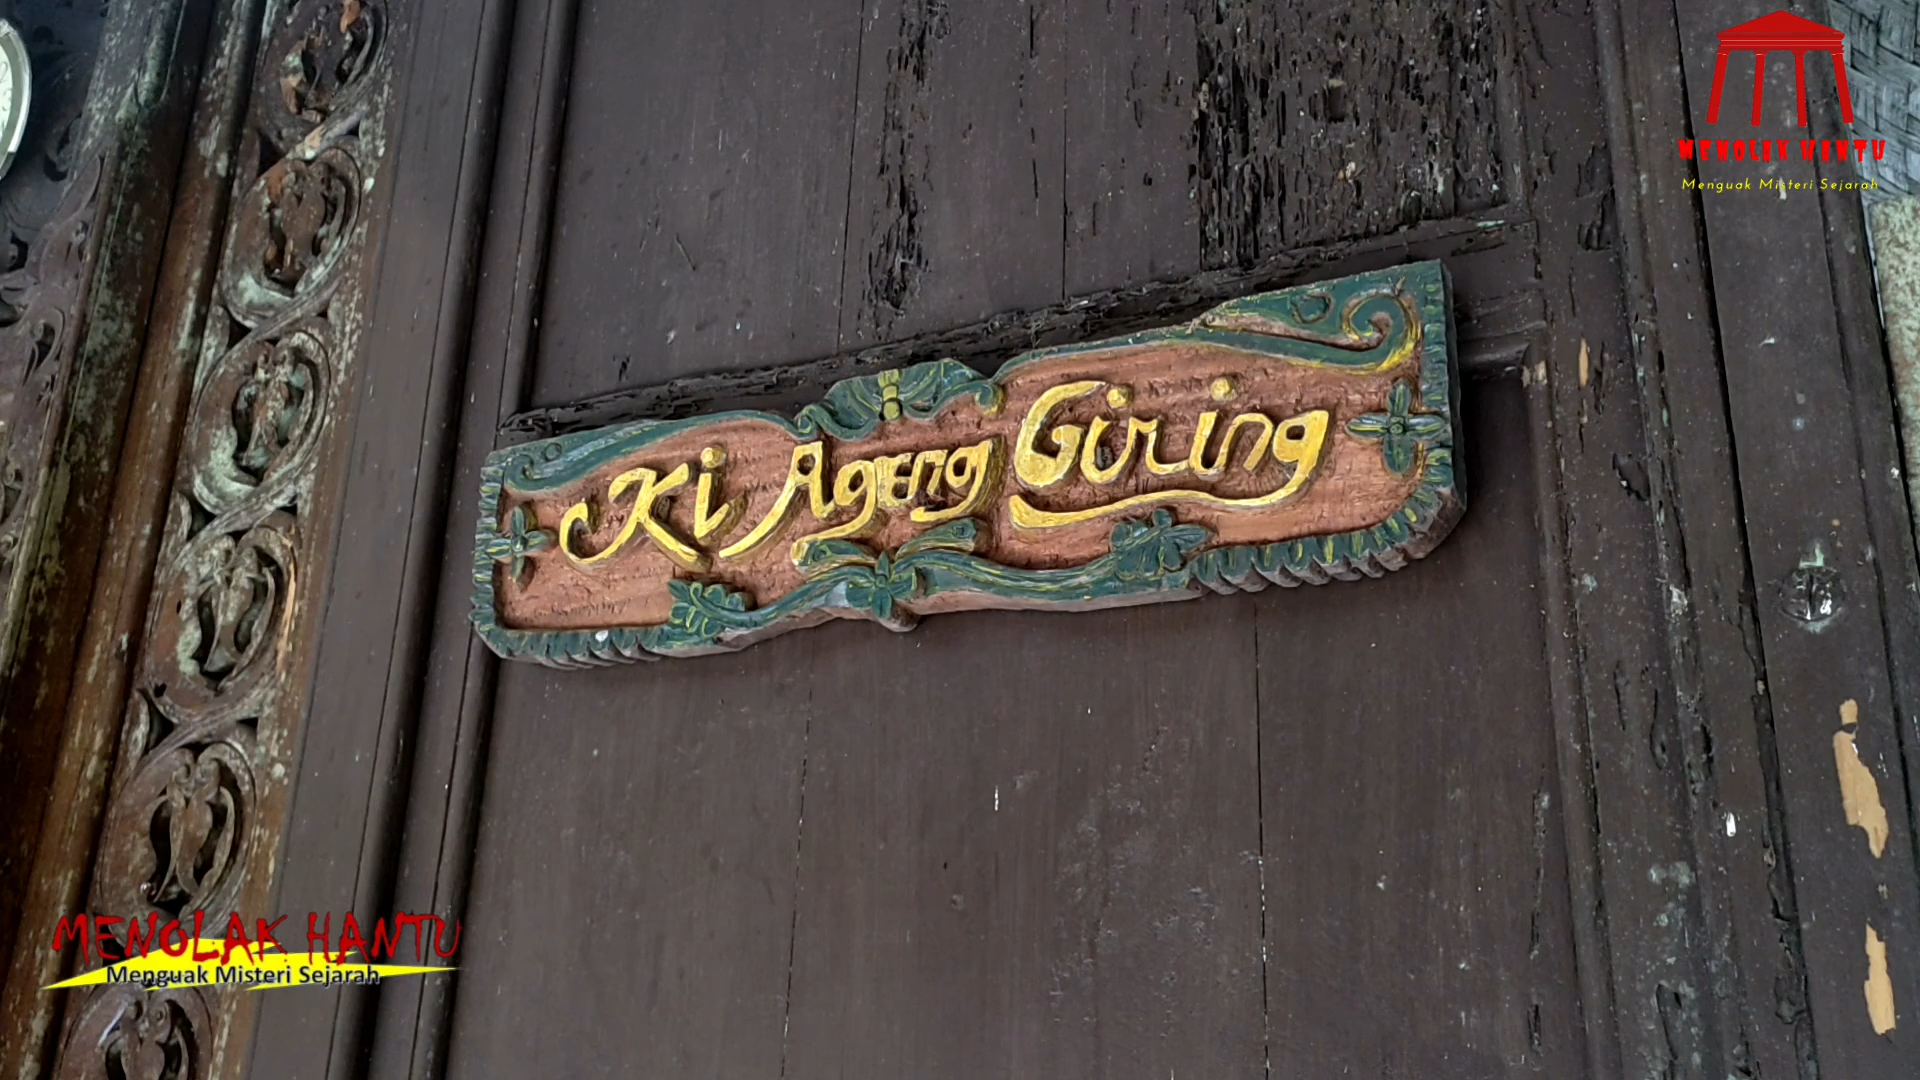 MENOLAK HANTU
Menguak Misteri Sejarah
Ki Ageng Giring
MENOLAK HANTU
Menguak Misteri Sejarah